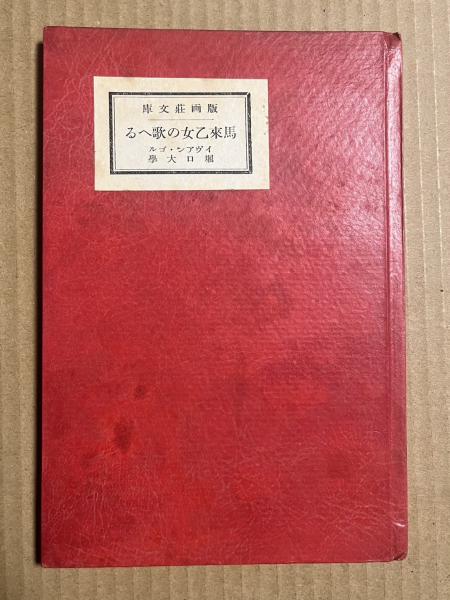 版画莊文庫
馬來乙女の歌へる
イヴアン・ゴル
堀口大學